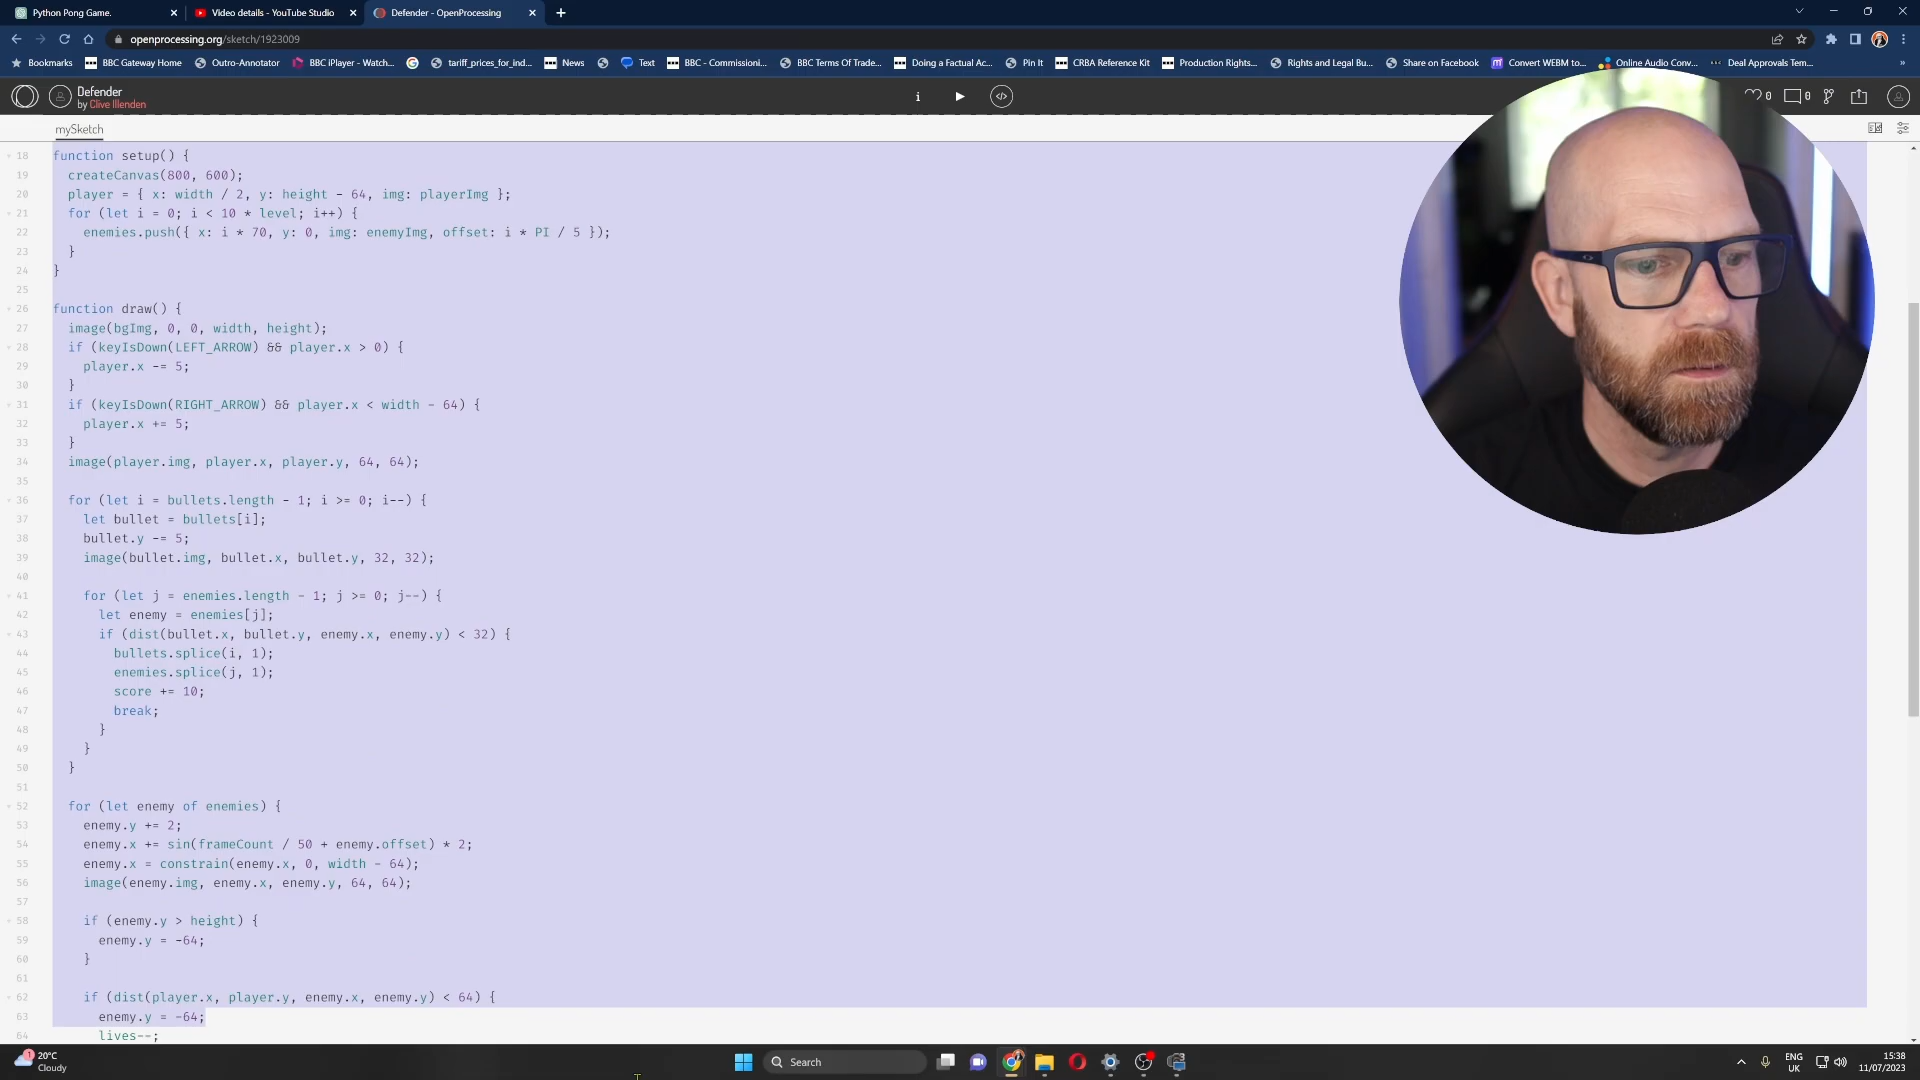 Python Pong Game.
Video details - YouTube Studio
Defender - OpenProcessing
openprocessing.org/sketch/1923009
Bookmarks
BBC Gateway Home
Outro-Annotator
BBC iPlayer - Watch...
tariff_prices_for_ind...
News
Text
BBC - Commissioni...
BBC Terms Of Trade...
Doing a Factual Ac...
Pin It
CRBA Reference Kit
Production Rights...
Rights and Legal Bu...
Share on Facebook
Convert WEBM to...
Online Audio Conv...
Deal Approvals Tem...
Defender
by Clive Illenden
0
0
mySketch
18 function setup() {
19 createCanvas(800, 600);
20 player = { x: width / 2, y: height - 64, img: playerImg };
21 for (let i = 0; i < 10 * level; i++) {
22 enemies.push({ x: i * 70, y: 0, img: enemyImg, offset: i * PI / 5 });
23 }
24 }
25
26 function draw() {
27 image(bgImg, 0, 0, width, height);
28 if (keyIsDown(LEFT_ARROW) && player.x > 0) {
29 player.x -= 5;
30 }
31 if (keyIsDown(RIGHT_ARROW) && player.x < width - 64) {
32 player.x += 5;
33 }
34 image(player.img, player.x, player.y, 64, 64);
35
36 for (let i = bullets.length - 1; i >= 0; i--) {
37 let bullet = bullets[i];
38 bullet.y -= 5;
39 image(bullet.img, bullet.x, bullet.y, 32, 32);
40
41 for (let j = enemies.length - 1; j >= 0; j--) {
42 let enemy = enemies[j];
43 if (dist(bullet.x, bullet.y, enemy.x, enemy.y) < 32) {
44 bullets.splice(i, 1);
45 enemies.splice(j, 1);
46 score += 10;
47 break;
48 }
49 }
50 }
51
52 for (let enemy of enemies) {
53 enemy.y += 2;
54 enemy.x += sin(frameCount / 50 + enemy.offset) * 2;
55 enemy.x = constrain(enemy.x, 0, width - 64);
56 image(enemy.img, enemy.x, enemy.y, 64, 64);
57
58 if (enemy.y > height) {
59 enemy.y = -64;
60 }
61
62 if (dist(player.x, player.y, enemy.x, enemy.y) < 64) {
63 enemy.y = -64;
64 lives--;
1
20°C
Cloudy
Search
ENG
UK
15:38
11/07/2023